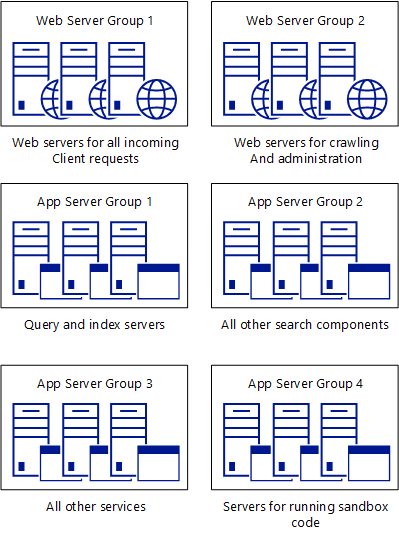 Web Server Group 1
Web Server Group 2
Web servers for all incoming
Client requests
Web servers for crawling
And administration
App Server Group 1
App Server Group 2
Query and index servers
All other search components
App Server Group 3
App Server Group 4
All other services
Servers for running sandbox
code